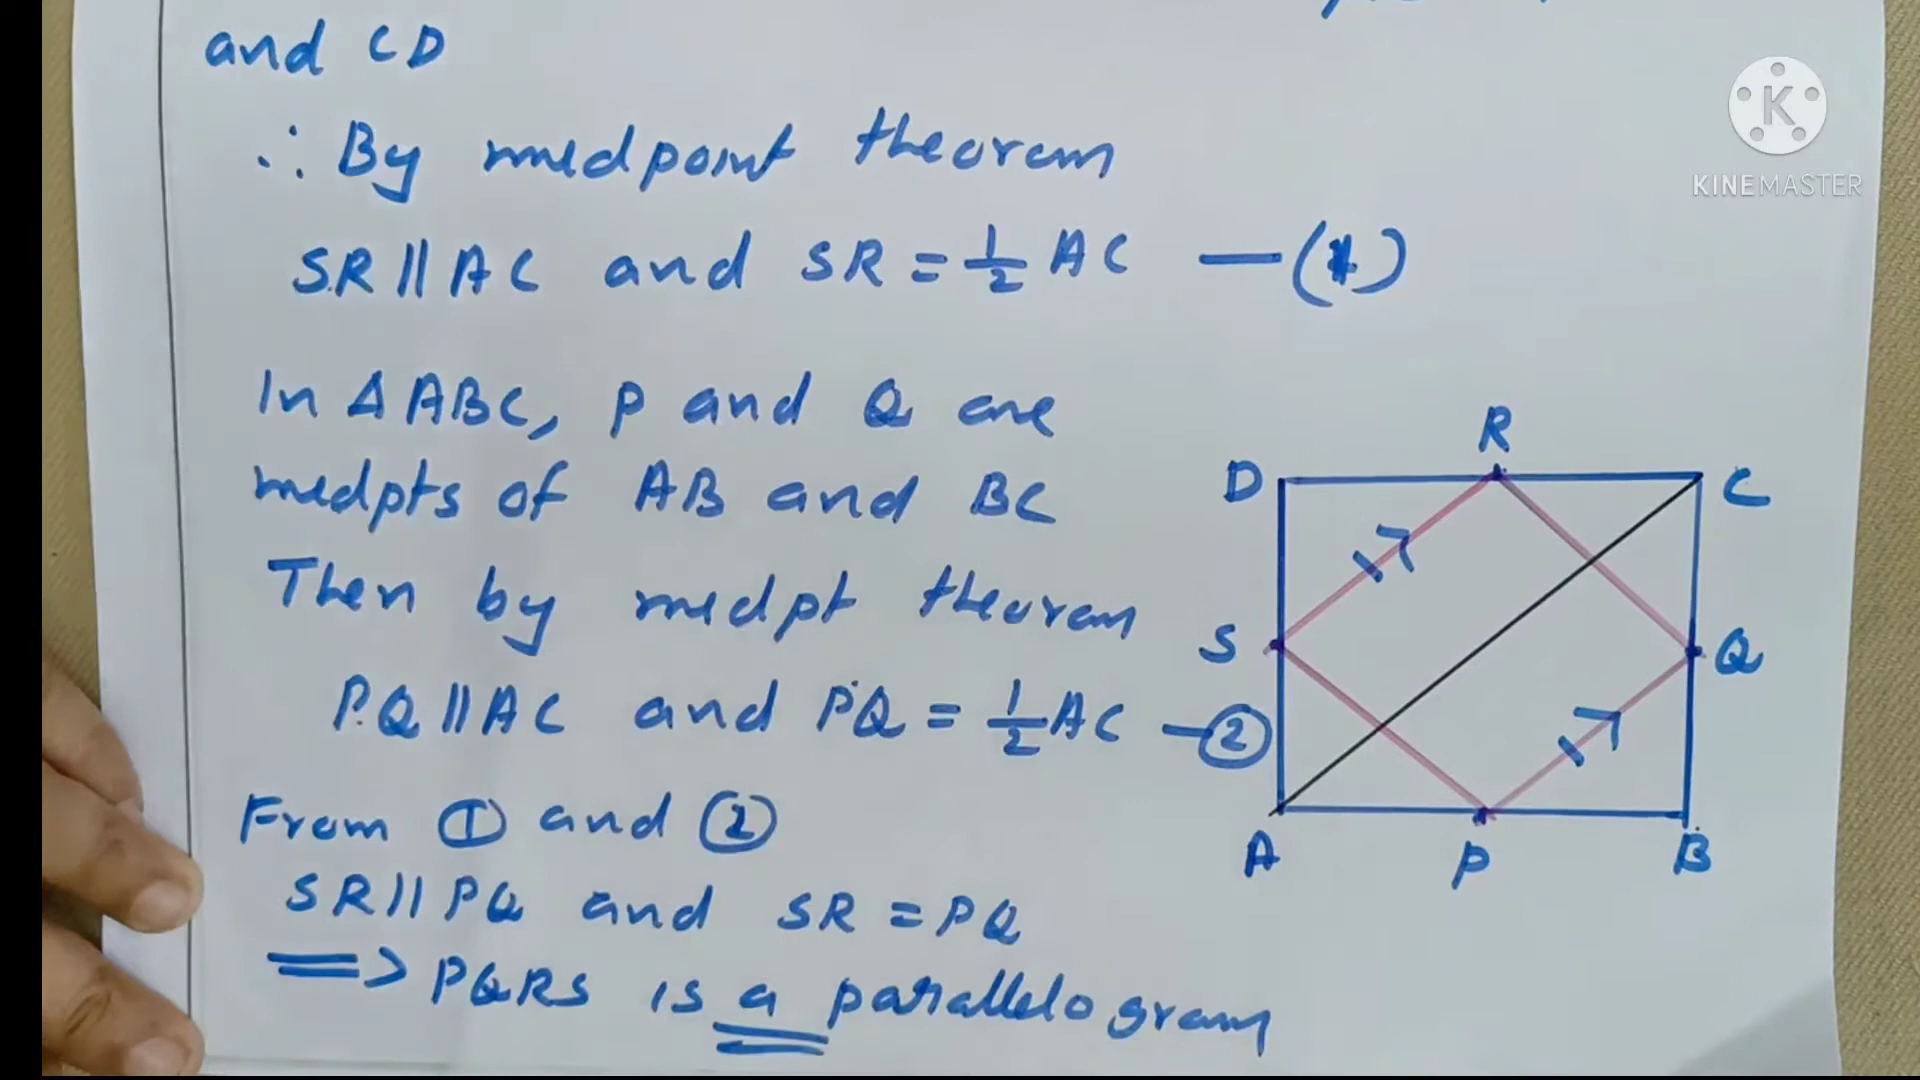 and CD
∴ By midpoint theorem
SR || AC and SR = 1/2 AC — (1)
In Δ ABC, P and Q are
midpts of AB and BC
Then by midpt theorem
PQ || AC and PQ = 1/2 AC — ②
From ① and ②
SR || PQ and SR = PQ
⟹ PQRS is a parallelogram
R
D
C
S
Q
A
P
B
K
KINEMASTER